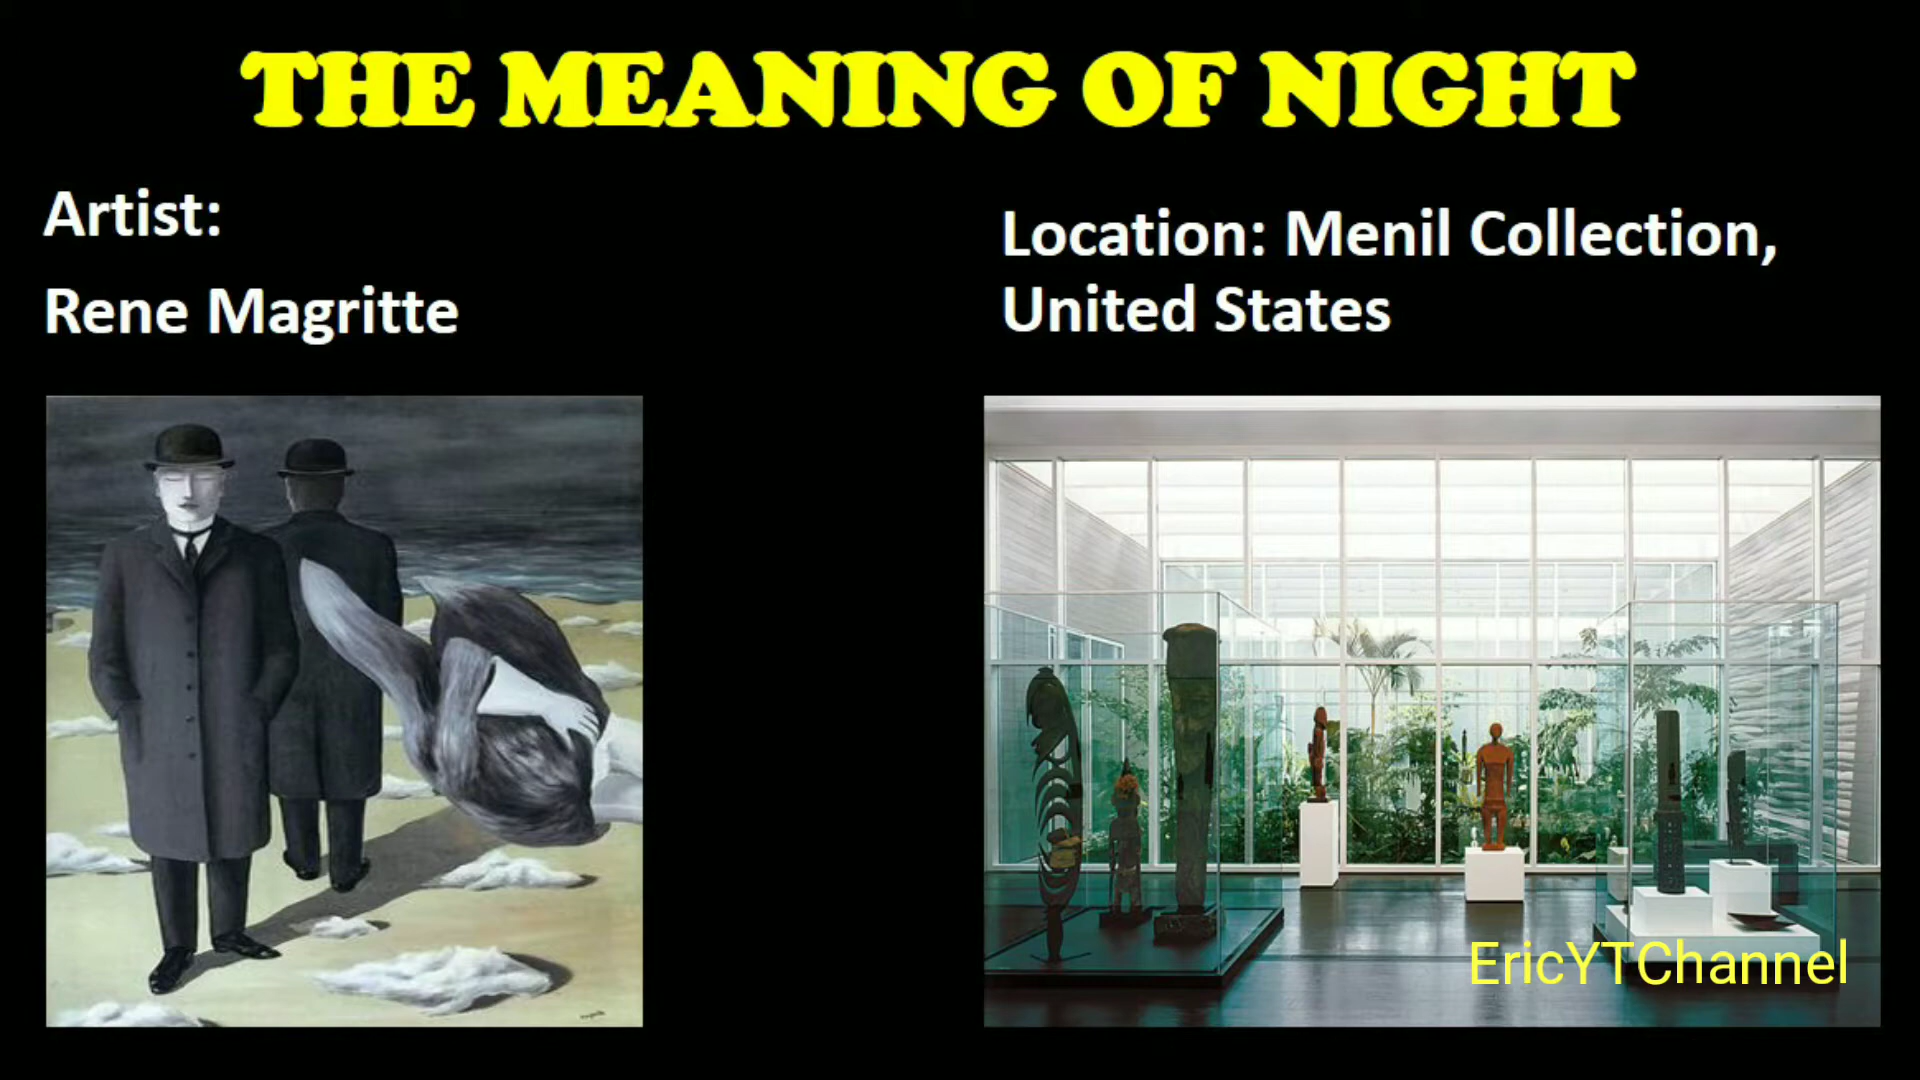 THE MEANING OF NIGHT
Artist:
Rene Magritte
Location: Menil Collection,
United States
EricYTChannel